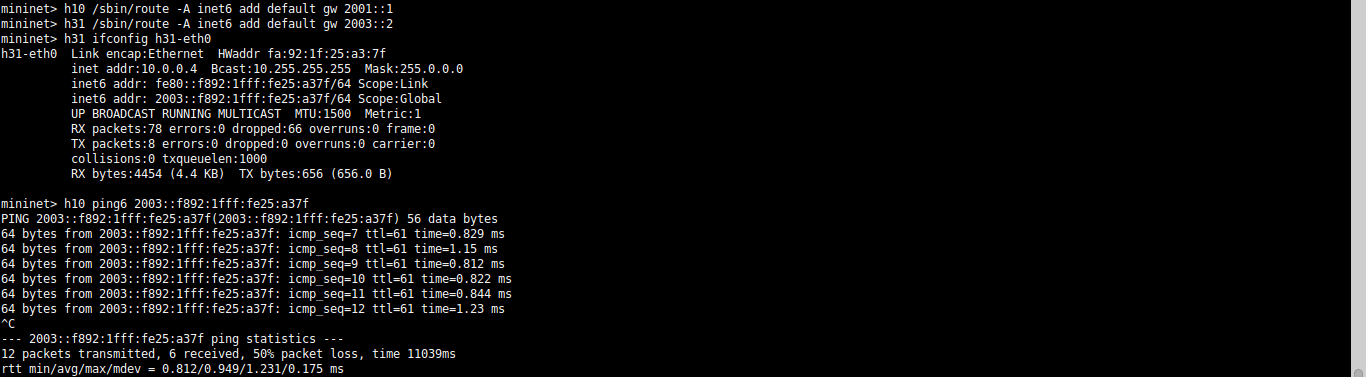 mininet> h10 /sbin/route -A inet6 add default gw 2001::1
mininet> h31 /sbin/route -A inet6 add default gw 2003::2
mininet> h31 ifconfig h31-eth0
h31-eth0  Link encap:Ethernet  HWaddr fa:92:1f:25:a3:7f
          inet addr:10.0.0.4  Bcast:10.255.255.255  Mask:255.0.0.0
          inet6 addr: fe80::f892:1fff:fe25:a37f/64 Scope:Link
          inet6 addr: 2003::f892:1fff:fe25:a37f/64 Scope:Global
          UP BROADCAST RUNNING MULTICAST  MTU:1500  Metric:1
          RX packets:78 errors:0 dropped:66 overruns:0 frame:0
          TX packets:8 errors:0 dropped:0 overruns:0 carrier:0
          collisions:0 txqueuelen:1000
          RX bytes:4454 (4.4 KB)  TX bytes:656 (656.0 B)

mininet> h10 ping6 2003::f892:1fff:fe25:a37f
PING 2003::f892:1fff:fe25:a37f(2003::f892:1fff:fe25:a37f) 56 data bytes
64 bytes from 2003::f892:1fff:fe25:a37f: icmp_seq=7 ttl=61 time=0.829 ms
64 bytes from 2003::f892:1fff:fe25:a37f: icmp_seq=8 ttl=61 time=1.15 ms
64 bytes from 2003::f892:1fff:fe25:a37f: icmp_seq=9 ttl=61 time=0.812 ms
64 bytes from 2003::f892:1fff:fe25:a37f: icmp_seq=10 ttl=61 time=0.822 ms
64 bytes from 2003::f892:1fff:fe25:a37f: icmp_seq=11 ttl=61 time=0.844 ms
64 bytes from 2003::f892:1fff:fe25:a37f: icmp_seq=12 ttl=61 time=1.23 ms
^C
--- 2003::f892:1fff:fe25:a37f ping statistics ---
12 packets transmitted, 6 received, 50% packet loss, time 11039ms
rtt min/avg/max/mdev = 0.812/0.949/1.231/0.175 ms